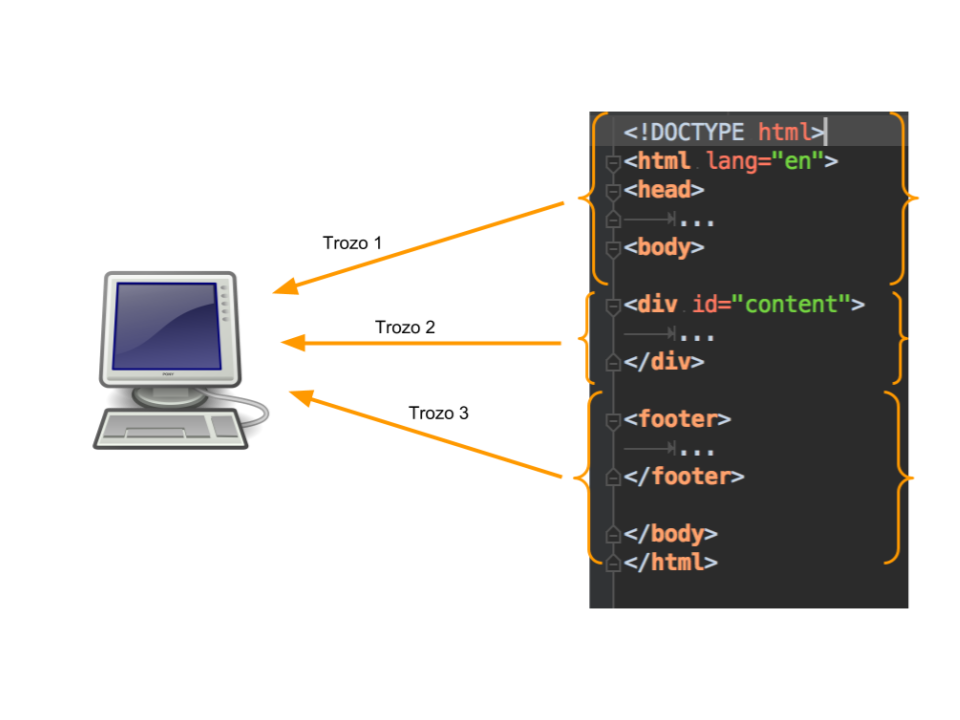 Trozo 1
Trozo 2
Trozo 3
<!DOCTYPE html>
<html lang="en">
<head>
...
<body>
<div id="content">
...
</div>
<footer>
...
</footer>
</body>
</html>